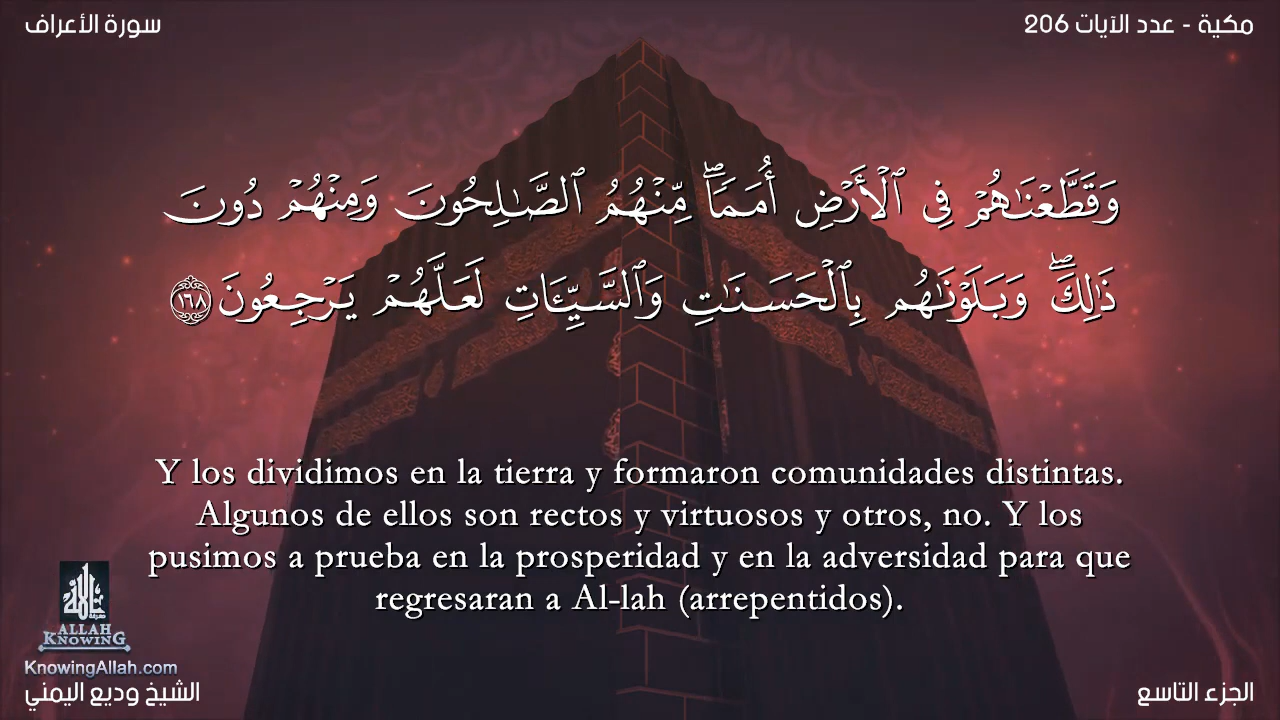 سورة الأعراف
مكية - عدد الآيات 206
وَقَطَّعْنَٰهُمْ فِى ٱلْأَرْضِ أُمَمًۭا ۖ مِّنْهُمُ ٱلصَّٰلِحُونَ وَمِنْهُمْ دُونَ
ذَٰلِكَ ۖ وَبَلَوْنَٰهُم بِٱلْحَسَنَٰتِ وَٱلسَّيِّـَٔاتِ لَعَلَّهُمْ يَرْجِعُونَ ١٦٨
Y los dividimos en la tierra y formaron comunidades distintas.
Algunos de ellos son rectos y virtuosos y otros, no. Y los
pusimos a prueba en la prosperidad y en la adversidad para que
regresaran a Al-lah (arrepentidos).
ALLAH
KNOWING
KnowingAllah.com
الشيخ وديع اليمني
الجزء التاسع